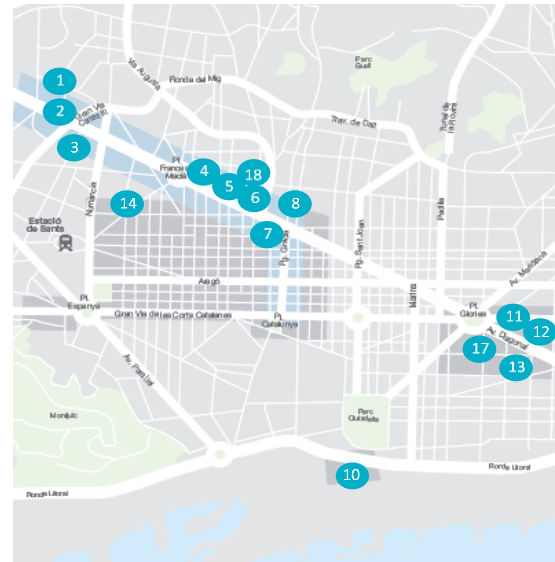 1
2
3
14
Parc
Güell
Via Augusta
Ronda del Mig
Gran Via
Carles III
Trav. de Dalt
Túnel de
la Rovira
Pl.
Francesc
Macià
4
5
18
6
8
7
Numància
Estació
de Sants
Padilla
Pg. Gràcia
Pg. Sant Joan
Marina
Av. Meridiana
Aragó
Pl.
Espanya
Gran Via de les Corts Catalanes
Pl.
Catalunya
Pl.
Glòries
11
12
Av. Diagonal
17
13
Av. Paral·lel
Montjuïc
Parc
Ciutadella
10
Ronda Litoral
Ronda Litoral